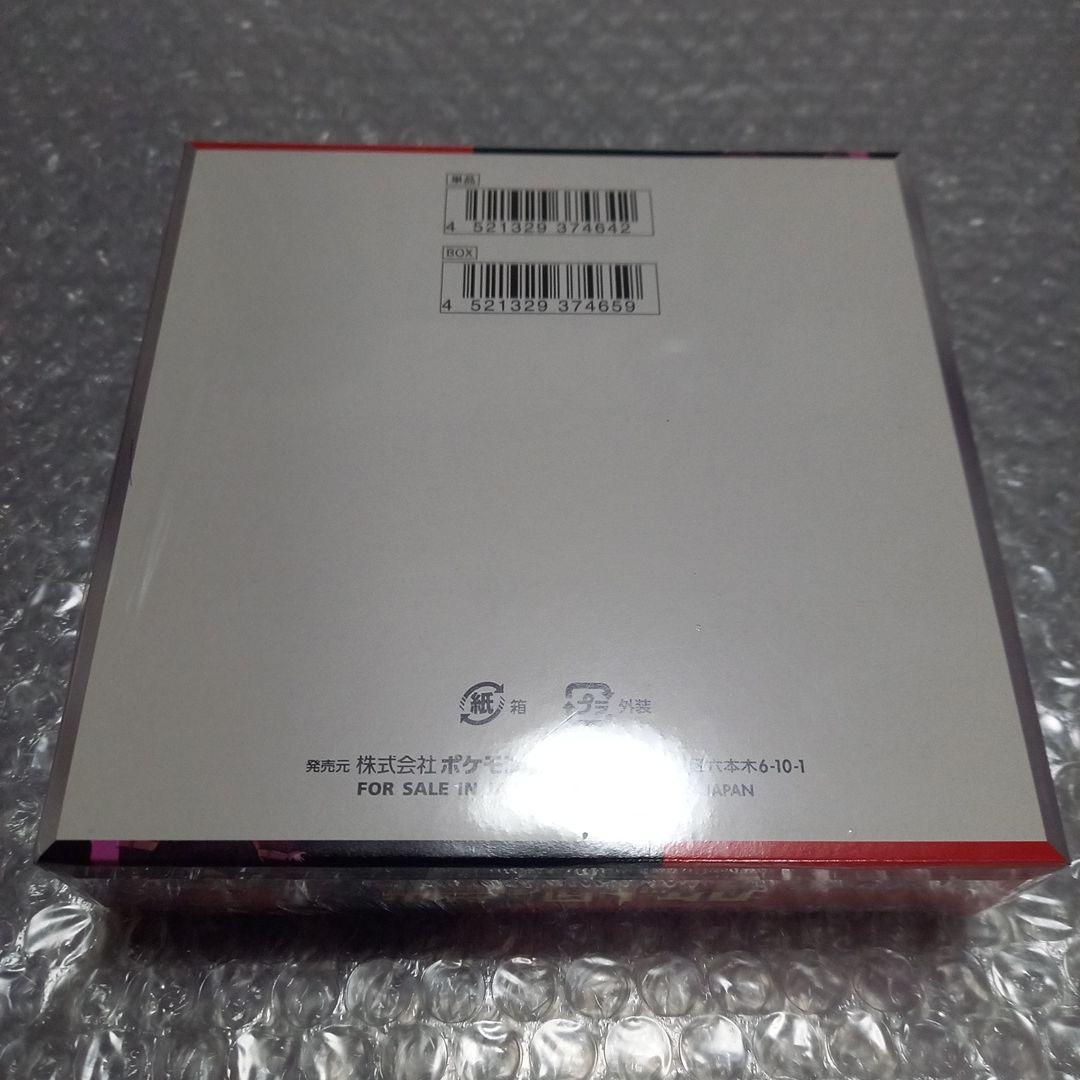 単品
4 521329 374642
BOX
4 521329 374659
紙 箱
プラ 外装
発売元 株式会社ポケモン 六本木6-10-1
FOR SALE IN JAPAN